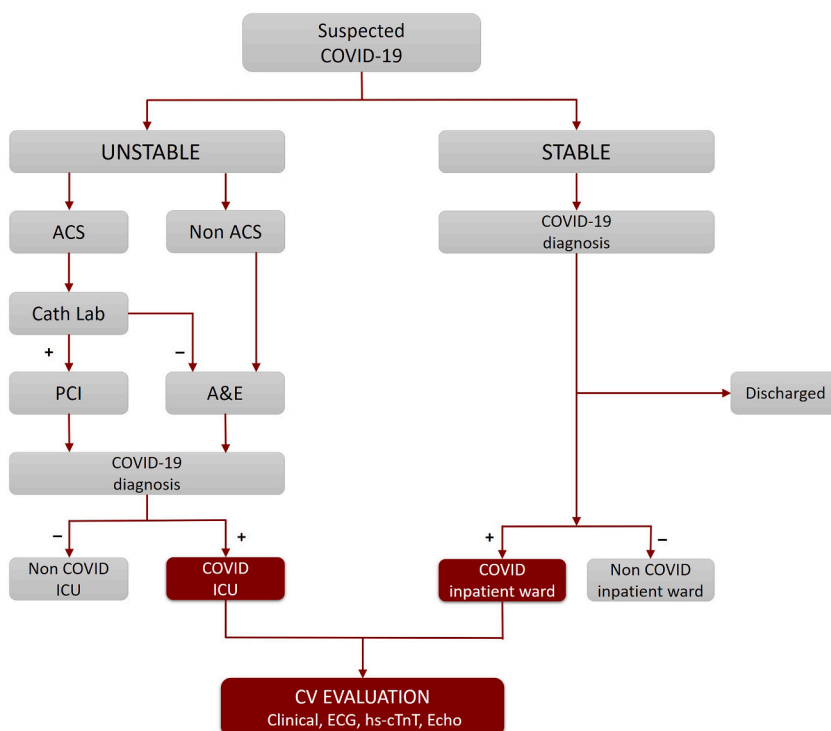 Suspected
COVID-19
UNSTABLE
STABLE
ACS
Non ACS
COVID-19
diagnosis
Cath Lab
+
−
PCI
A&E
Discharged
COVID-19
diagnosis
−
+
+
−
Non COVID
ICU
COVID
ICU
COVID
inpatient ward
Non COVID
inpatient ward
CV EVALUATION
Clinical, ECG, hs-cTnT, Echo